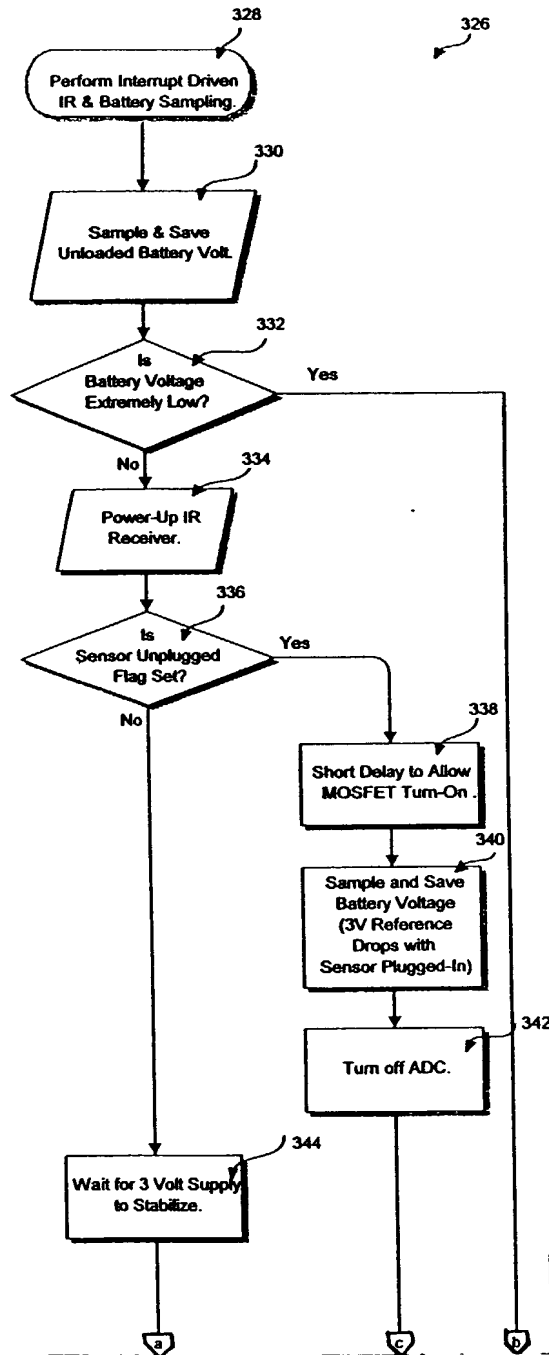 328
326
Perform Interrupt Driven
IR & Battery Sampling.
330
Sample & Save
Unloaded Battery Volt.
332
Is
Battery Voltage
Extremely Low?
Yes
No
334
Power-Up IR
Receiver.
336
Is
Sensor Unplugged
Flag Set?
Yes
No
338
Short Delay to Allow
MOSFET Turn-On .
340
Sample and Save
Battery Voltage
(3V Reference
Drops with
Sensor Plugged-In)
342
Turn off ADC.
344
Wait for 3 Volt Supply
to Stabilize.
a
c
b